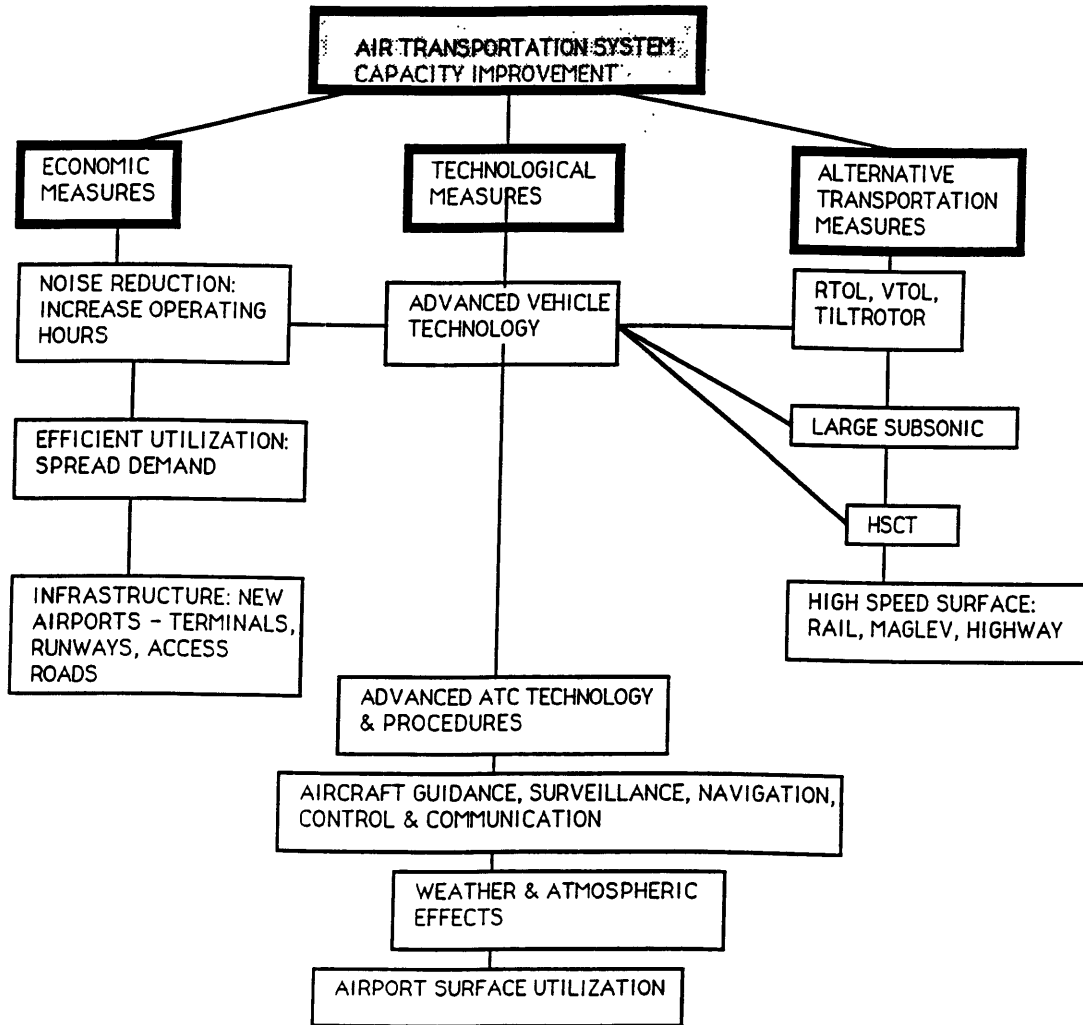 AIR TRANSPORTATION SYSTEM
CAPACITY IMPROVEMENT
ECONOMIC
MEASURES
TECHNOLOGICAL
MEASURES
ALTERNATIVE
TRANSPORTATION
MEASURES
NOISE REDUCTION:
INCREASE OPERATING
HOURS
ADVANCED VEHICLE
TECHNOLOGY
RTOL, VTOL,
TILTROTOR
EFFICIENT UTILIZATION:
SPREAD DEMAND
LARGE SUBSONIC
HSCT
INFRASTRUCTURE: NEW
AIRPORTS - TERMINALS,
RUNWAYS, ACCESS
ROADS
HIGH SPEED SURFACE:
RAIL, MAGLEV, HIGHWAY
ADVANCED ATC TECHNOLOGY
& PROCEDURES
AIRCRAFT GUIDANCE, SURVEILLANCE, NAVIGATION,
CONTROL & COMMUNICATION
WEATHER & ATMOSPHERIC
EFFECTS
AIRPORT SURFACE UTILIZATION